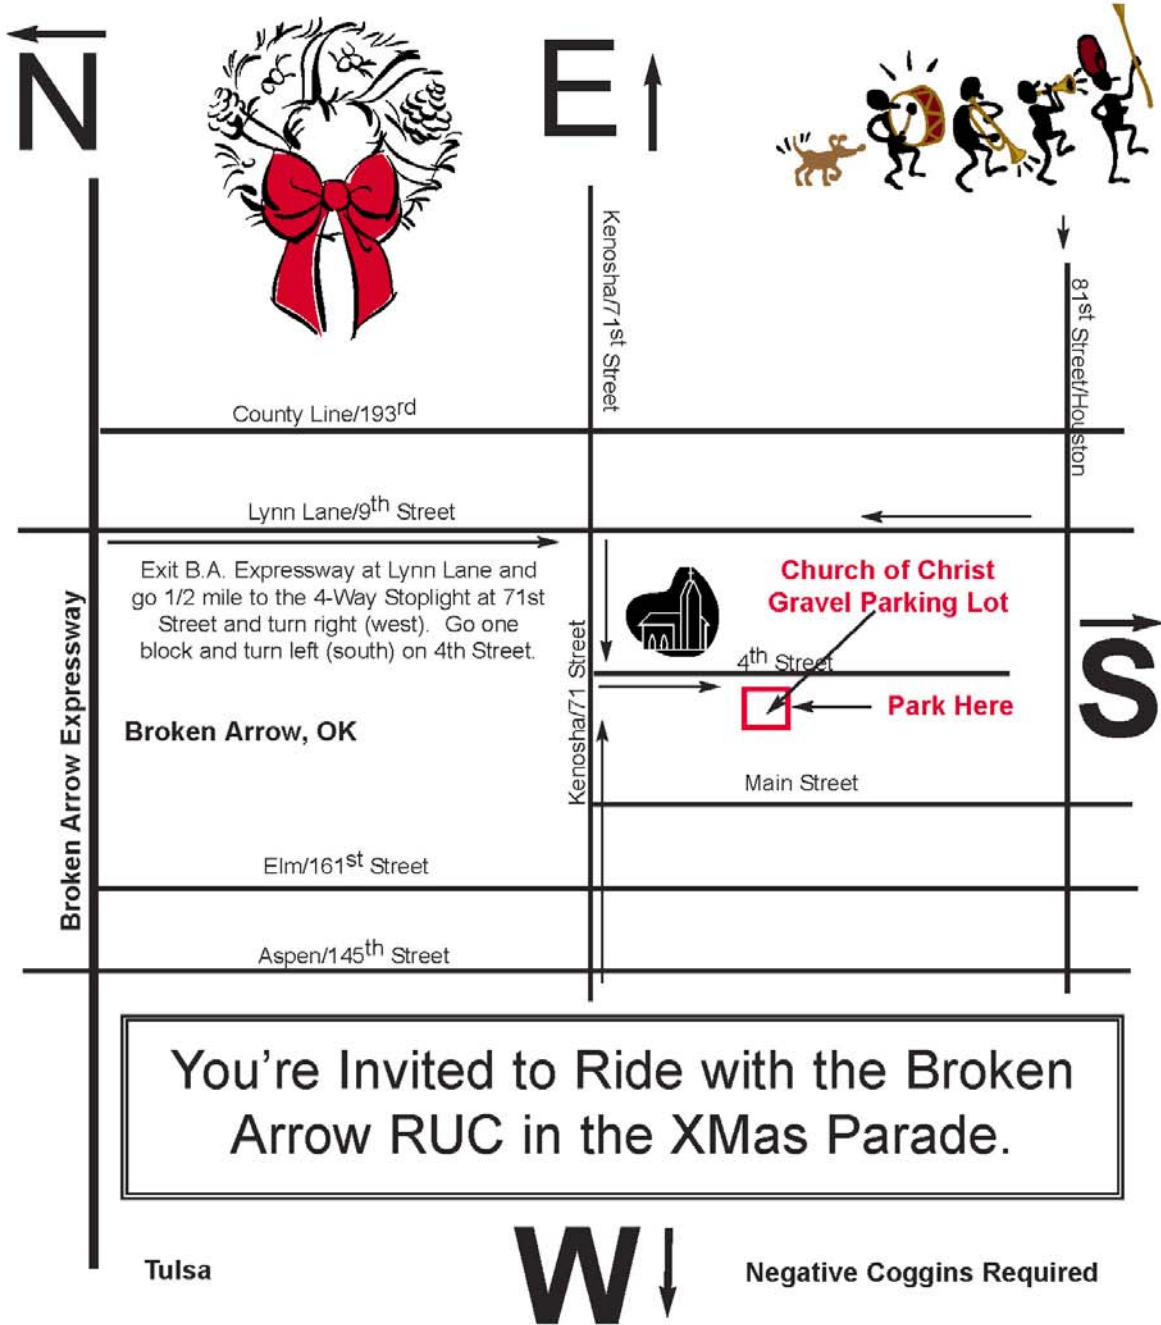 N
E
Kenosha/71st Street
81st Street/Houston
County Line/193rd
Lynn Lane/9th Street
Exit B.A. Expressway at Lynn Lane and
go 1/2 mile to the 4-Way Stoplight at 71st
Street and turn right (west).  Go one
block and turn left (south) on 4th Street.
Church of Christ
Gravel Parking Lot
4th Street
Park Here
S
Broken Arrow Expressway
Broken Arrow, OK
Kenosha/71 Street
Main Street
Elm/161st Street
Aspen/145th Street
You're Invited to Ride with the Broken
Arrow RUC in the XMas Parade.
Tulsa
W
Negative Coggins Required